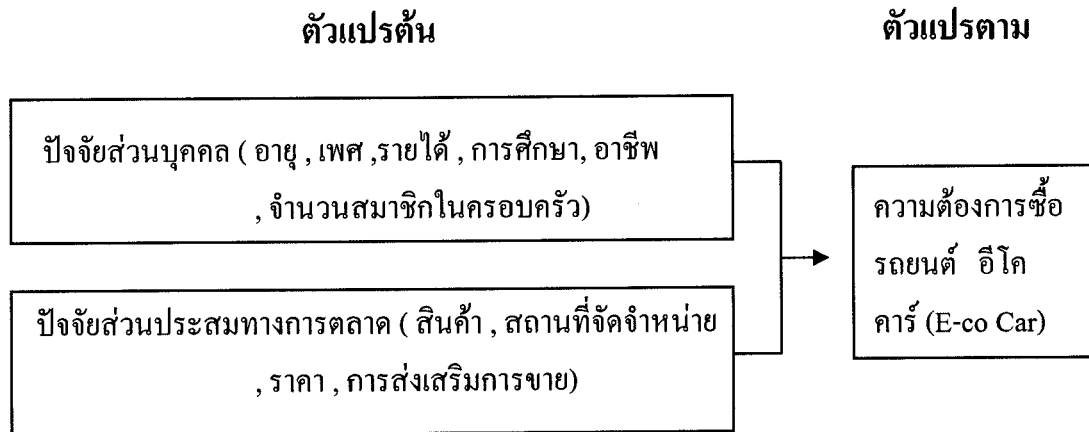 ตัวแปรต้น
ตัวแปรตาม
ปัจจัยส่วนบุคคล ( อายุ , เพศ ,รายได้ , การศึกษา, อาชีพ
, จำนวนสมาชิกในครอบครัว)
ปัจจัยส่วนประสมทางการตลาด ( สินค้า , สถานที่จัดจำหน่าย
, ราคา , การส่งเสริมการขาย)
ความต้องการซื้อ
รถยนต์ อีโค
คาร์ (E-co Car)